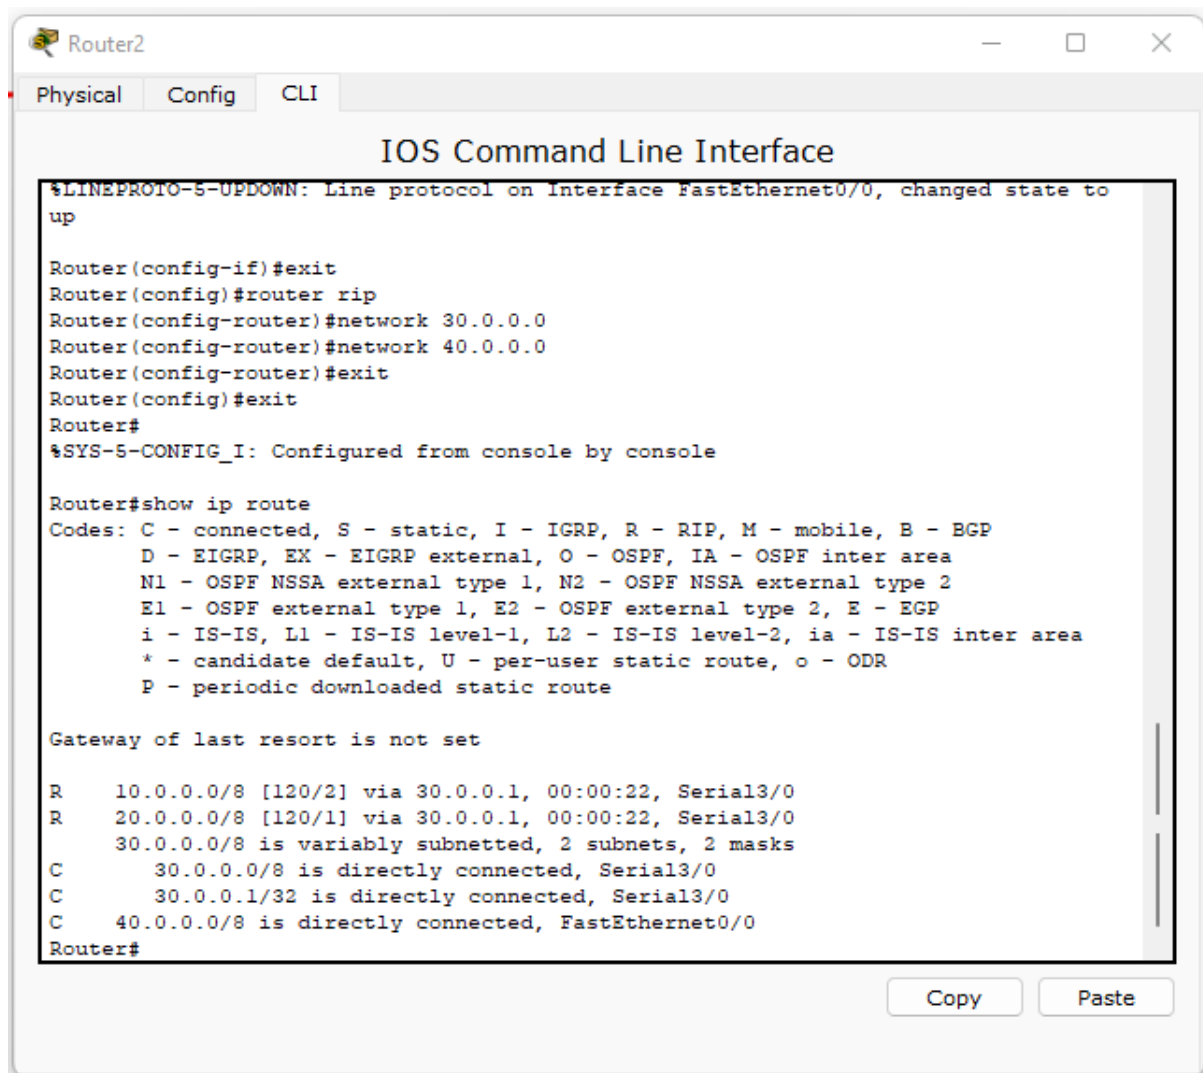 Router2
Physical Config CLI
IOS Command Line Interface
%LINEPROTO-5-UPDOWN: Line protocol on Interface FastEthernet0/0, changed state to
up
Router(config-if)#exit
Router(config)#router rip
Router(config-router)#network 30.0.0.0
Router(config-router)#network 40.0.0.0
Router(config-router)#exit
Router(config)#exit
Router#
%SYS-5-CONFIG_I: Configured from console by console
Router#show ip route
Codes: C - connected, S - static, I - IGRP, R - RIP, M - mobile, B - BGP
D - EIGRP, EX - EIGRP external, O - OSPF, IA - OSPF inter area
N1 - OSPF NSSA external type 1, N2 - OSPF NSSA external type 2
E1 - OSPF external type 1, E2 - OSPF external type 2, E - EGP
i - IS-IS, L1 - IS-IS level-1, L2 - IS-IS level-2, ia - IS-IS inter area
* - candidate default, U - per-user static route, o - ODR
P - periodic downloaded static route
Gateway of last resort is not set
R 10.0.0.0/8 [120/2] via 30.0.0.1, 00:00:22, Serial3/0
R 20.0.0.0/8 [120/1] via 30.0.0.1, 00:00:22, Serial3/0
30.0.0.0/8 is variably subnetted, 2 subnets, 2 masks
C 30.0.0.0/8 is directly connected, Serial3/0
C 30.0.0.1/32 is directly connected, Serial3/0
C 40.0.0.0/8 is directly connected, FastEthernet0/0
Router#
Copy Paste